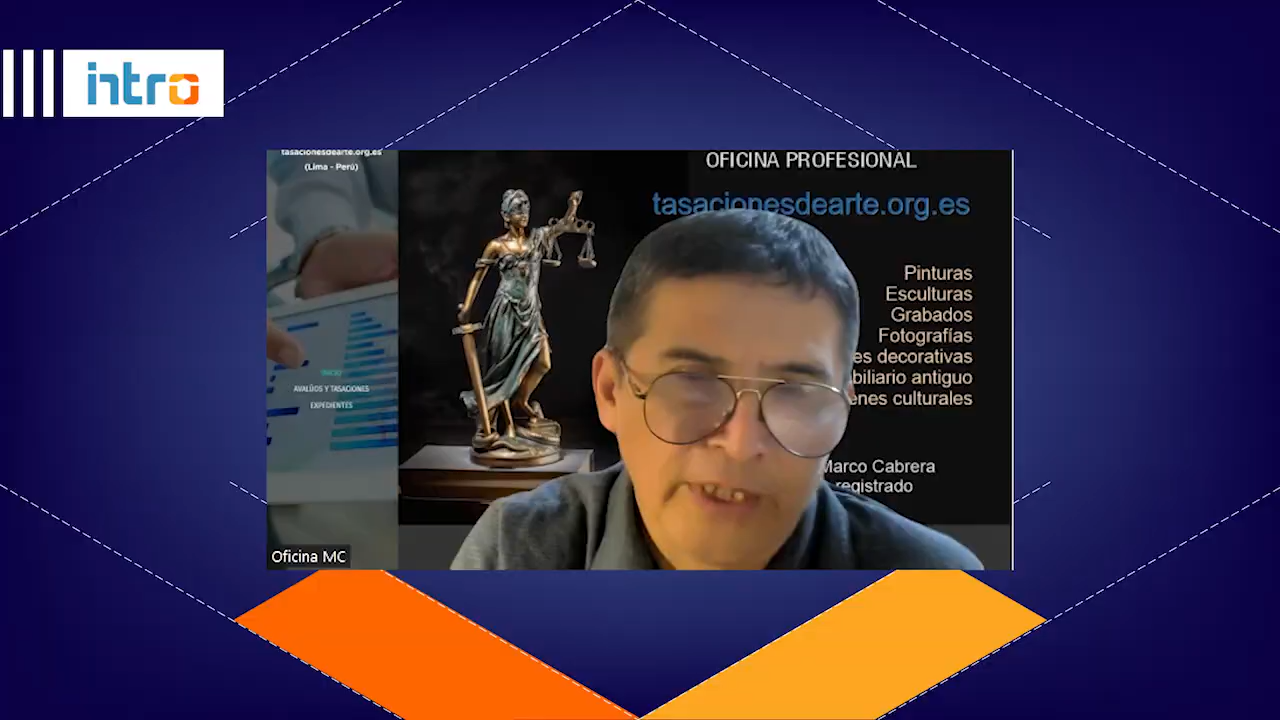 intro
tasacionesdearte.org.es
(Lima - Perú)
INICIO
AVALÚOS Y TASACIONES
EXPEDIENTES
OFICINA PROFESIONAL
tasacionesdearte.org.es
Pinturas
Esculturas
Grabados
Fotografías
es decorativas
biliario antiguo
enes culturales
Marco Cabrera
registrado
Oficina MC